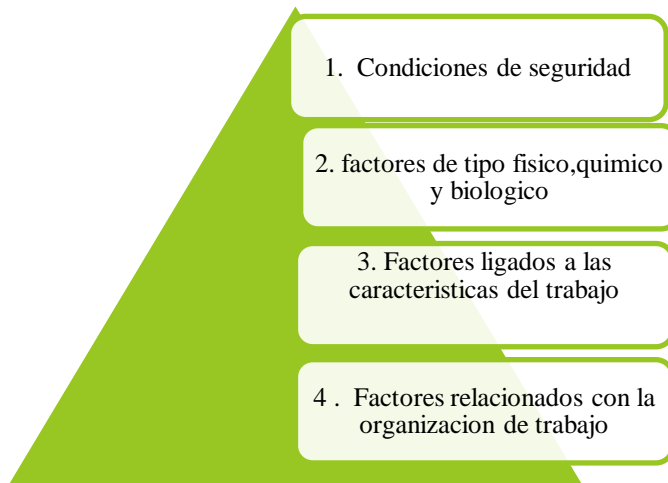 1. Condiciones de seguridad
2. factores de tipo fisico,quimico
y biologico
3. Factores ligados a las
caracteristicas del trabajo
4 . Factores relacionados con la
organizacion de trabajo